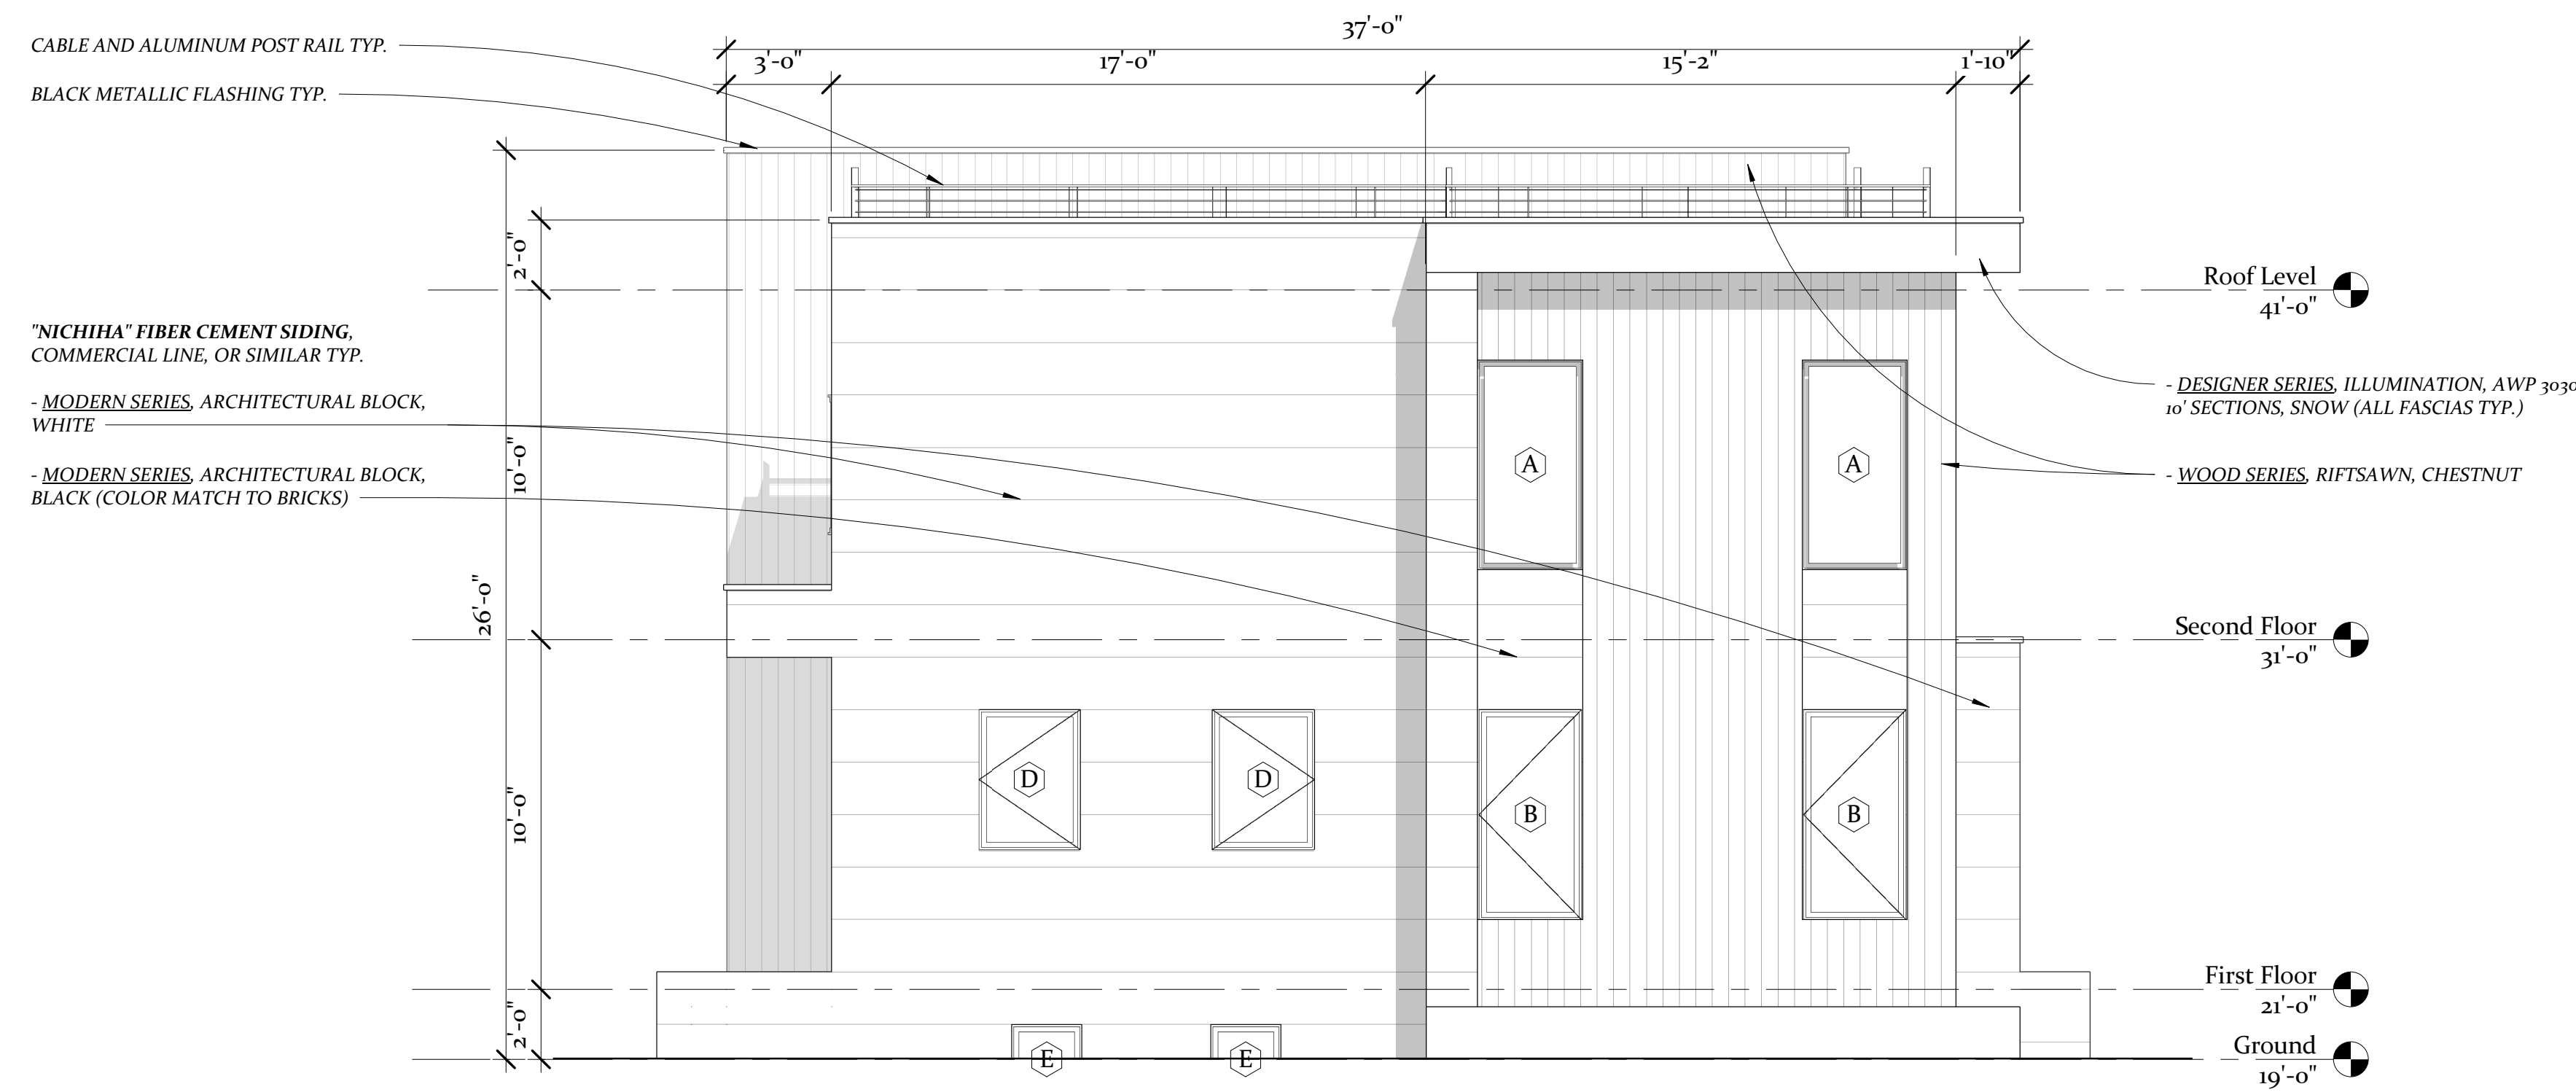 37'-0"
3'-0"
17'-0"
15'-2"
1'-10"
CABLE AND ALUMINUM POST RAIL TYP.
BLACK METALLIC FLASHING TYP.
2'-0"
Roof Level
41'-0"
"NICHIHA" FIBER CEMENT SIDING,
COMMERCIAL LINE, OR SIMILAR TYP.
- MODERN SERIES, ARCHITECTURAL BLOCK,
WHITE
- MODERN SERIES, ARCHITECTURAL BLOCK,
BLACK (COLOR MATCH TO BRICKS)
- DESIGNER SERIES, ILLUMINATION, AWP 3030
10' SECTIONS, SNOW (ALL FASCIAS TYP.)
- WOOD SERIES, RIFTSAWN, CHESTNUT
10'-0"
A
A
26'-0"
Second Floor
31'-0"
10'-0"
D
D
B
B
First Floor
21'-0"
2'-0"
E
E
Ground
19'-0"